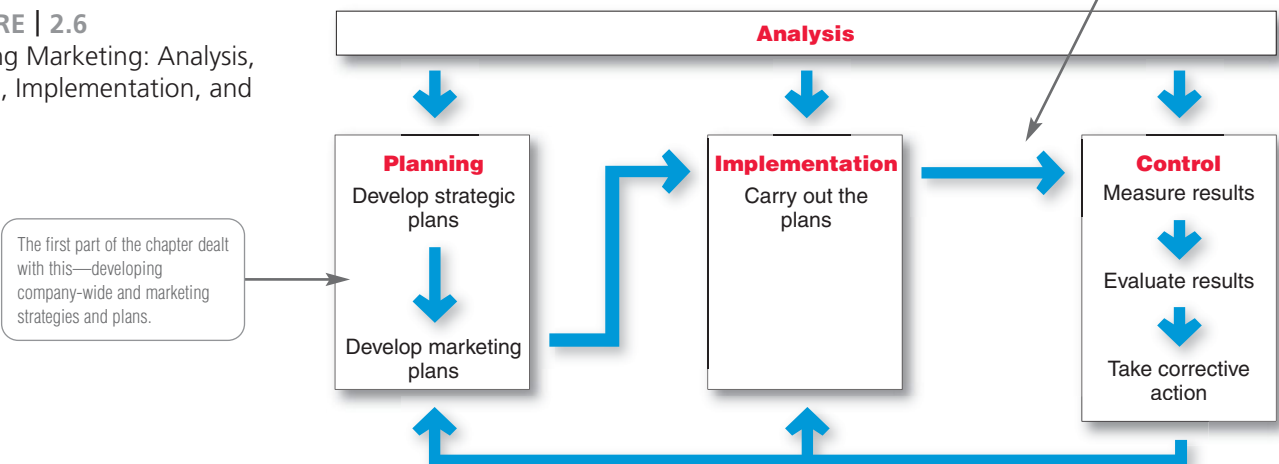 RE | 2.6
ng Marketing: Analysis,
, Implementation, and
Analysis
Planning
Develop strategic
plans
Develop marketing
plans
Implementation
Carry out the
plans
Control
Measure results
Evaluate results
Take corrective
action
The first part of the chapter dealt
with this—developing
company-wide and marketing
strategies and plans.